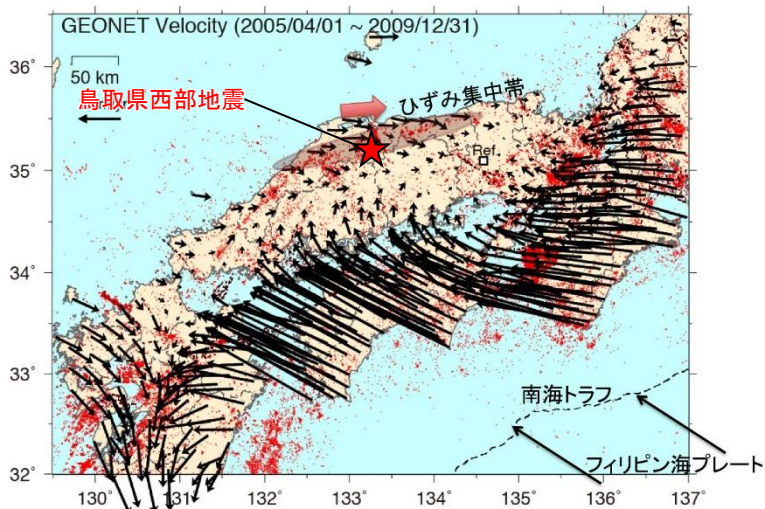 GEONET Velocity (2005/04/01 ~ 2009/12/31)
50 km
鳥取県西部地震
ひずみ集中帯
Ref.
南海トラフ
フィリピン海プレート
36°
35°
34°
33°
32°
130° 131° 132° 133° 134° 135° 136° 137°